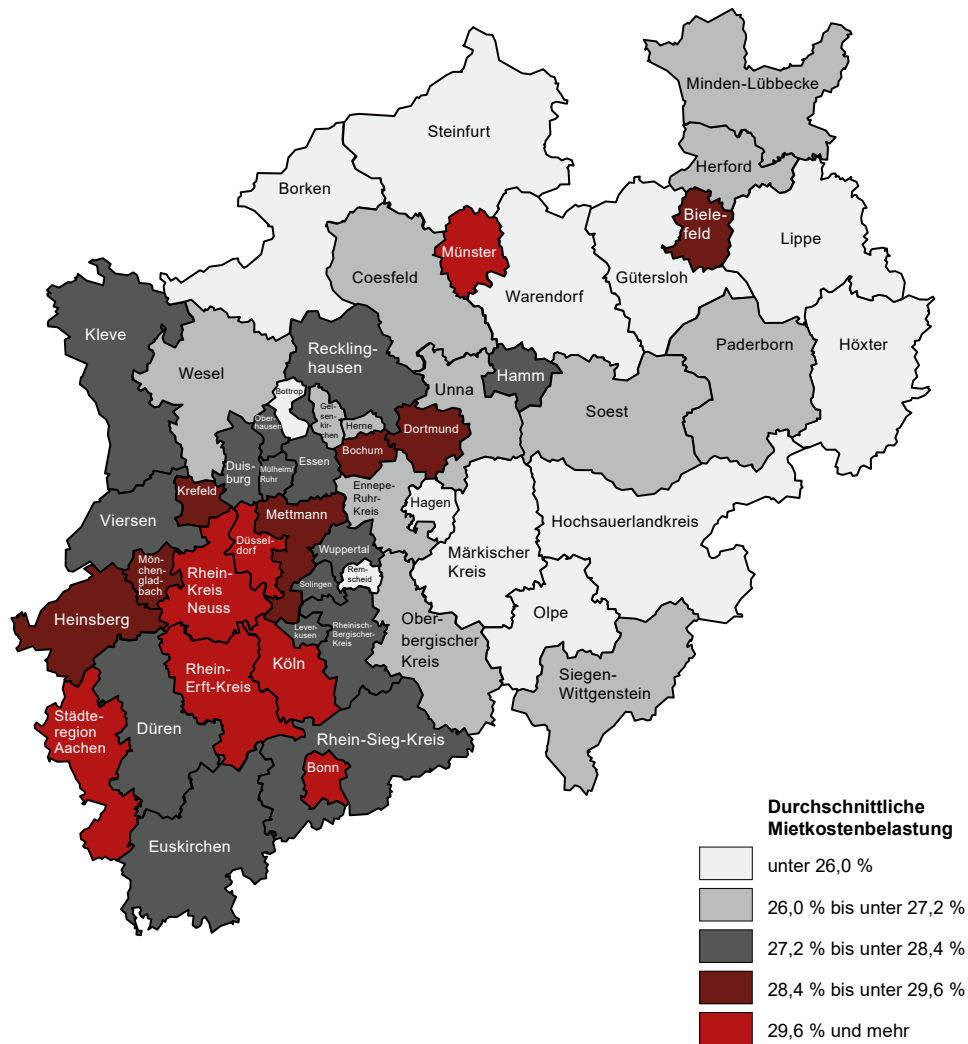 Minden-Lübbecke
Steinfurt
Herford
Borken
Biele-
feld
Lippe
Münster
Coesfeld
Gütersloh
Warendorf
Kleve
Paderborn
Höxter
Reckling-
hausen
Wesel
Hamm
Unna
Bottrop
Soest
Gel-
sen-
kir-
chen
Ober-
hausen
Herne
Dortmund
Bochum
Essen
Duis-
burg
Mülheim/
Ruhr
Ennepe-
Ruhr-
Kreis
Krefeld
Hagen
Mettmann
Viersen
Hochsauerlandkreis
Düssel-
dorf
Wuppertal
Märkischer
Kreis
Mön-
chen-
glad-
bach
Rhein-
Kreis
Neuss
Rem-
scheid
Solingen
Heinsberg
Olpe
Lever-
kusen
Rheinisch-
Bergischer-
Kreis
Ober-
bergischer
Kreis
Köln
Rhein-
Erft-Kreis
Siegen-
Wittgenstein
Städte-
region
Aachen
Düren
Rhein-Sieg-Kreis
Bonn
Euskirchen
Durchschnittliche
Mietkostenbelastung
unter 26,0 %
26,0 % bis unter 27,2 %
27,2 % bis unter 28,4 %
28,4 % bis unter 29,6 %
29,6 % und mehr